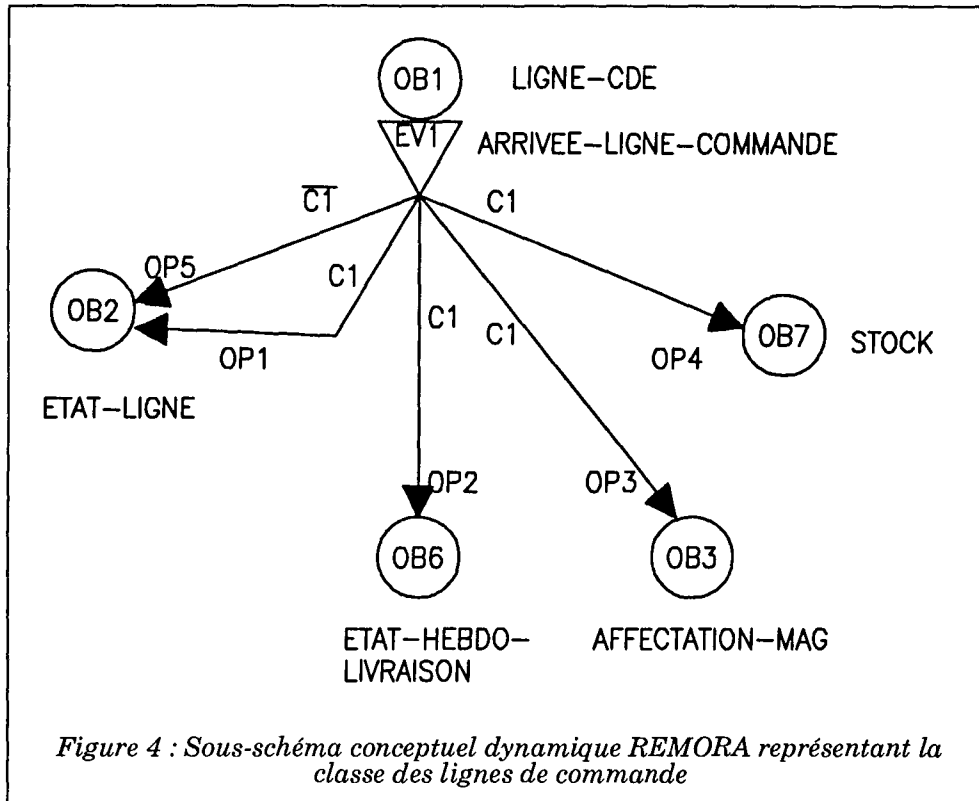 OB1
LIGNE-CDE
EV1
ARRIVEE-LIGNE-COMMANDE
C̅1̅
C1
OP5
C1
OB2
C1
C1
OB7
STOCK
OP1
OP4
ETAT-LIGNE
OP2
OP3
OB6
OB3
ETAT-HEBDO-
LIVRAISON
AFFECTATION-MAG
Figure 4 : Sous-schéma conceptuel dynamique REMORA représentant la
classe des lignes de commande